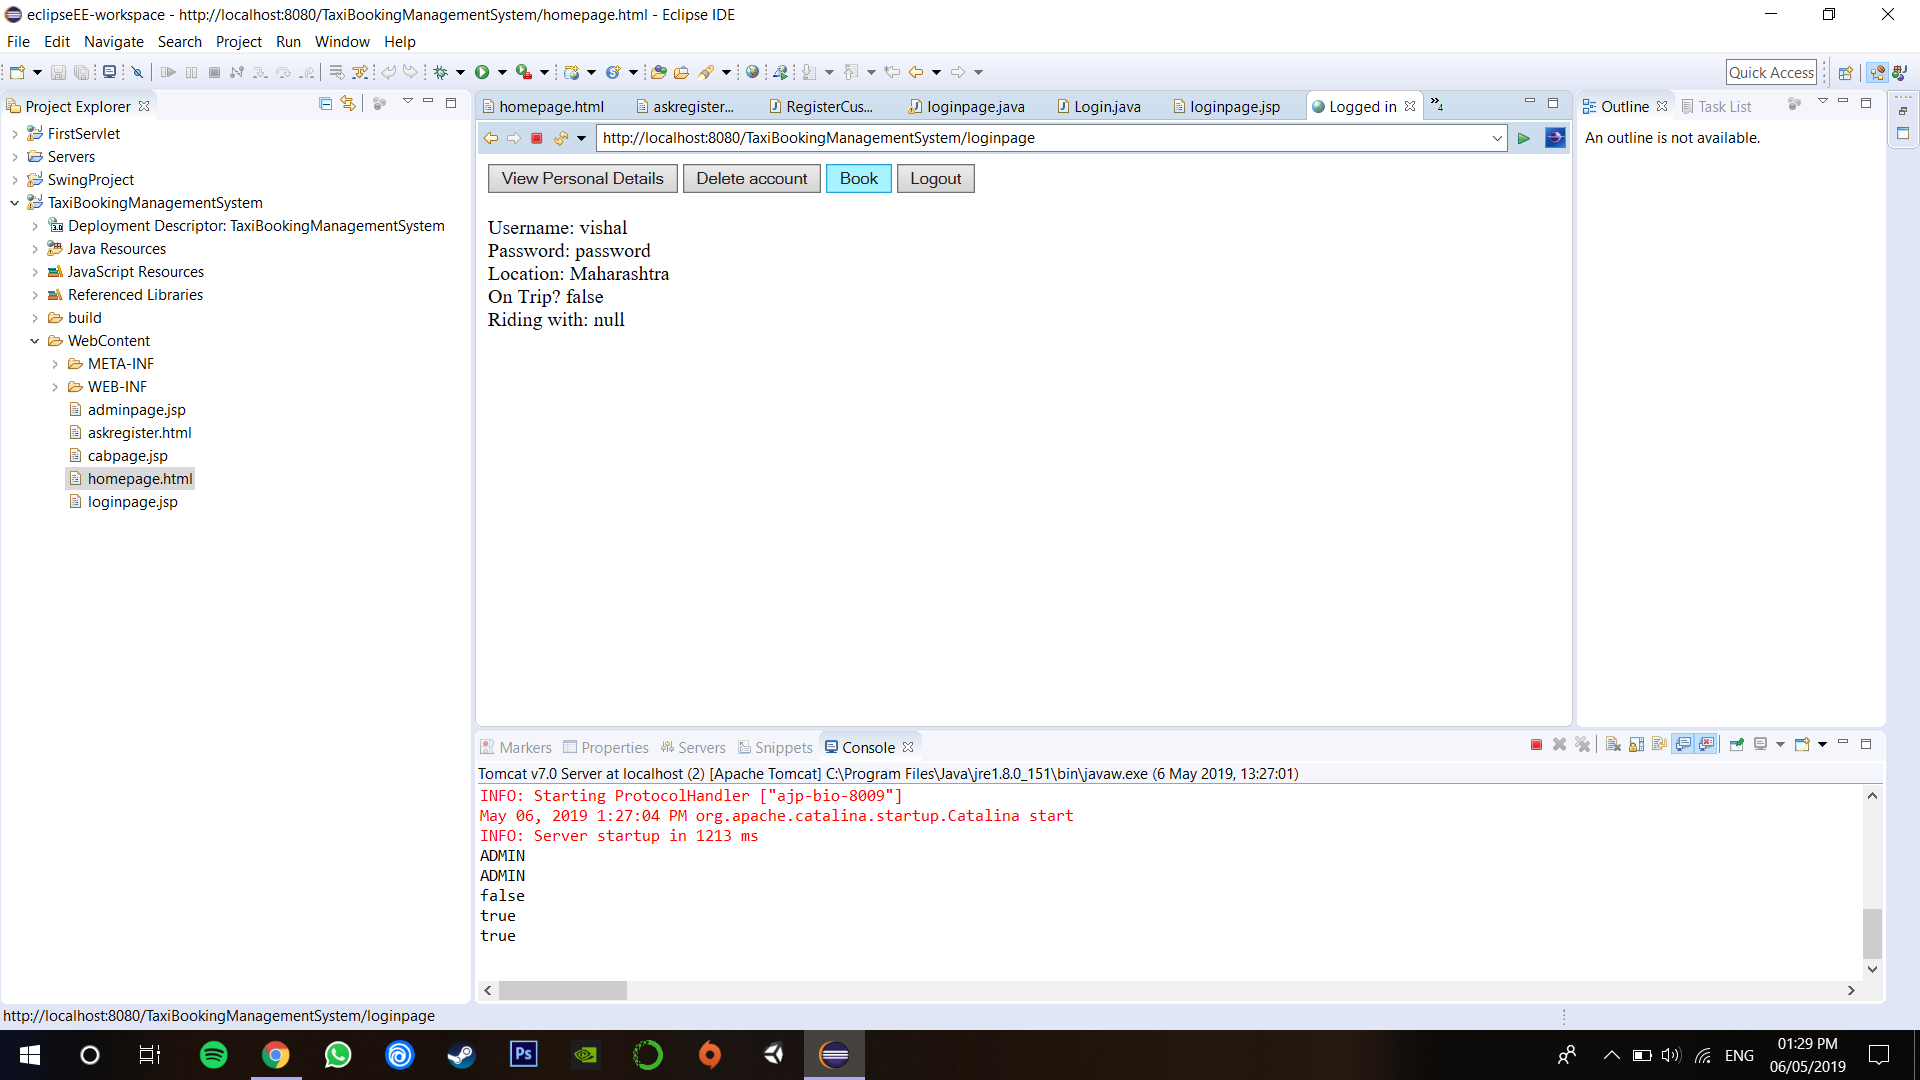 eclipseEE-workspace - http://localhost:8080/TaxiBookingManagementSystem/homepage.html - Eclipse IDE
File Edit Navigate Search Project Run Window Help
Quick Access
Project Explorer
FirstServlet
Servers
SwingProject
TaxiBookingManagementSystem
Deployment Descriptor: TaxiBookingManagementSystem
Java Resources
JavaScript Resources
Referenced Libraries
build
WebContent
META-INF
WEB-INF
adminpage.jsp
askregister.html
cabpage.jsp
homepage.html
loginpage.jsp
homepage.html askregister... RegisterCus... loginpage.java Login.java loginpage.jsp Logged in »4
http://localhost:8080/TaxiBookingManagementSystem/loginpage
View Personal Details Delete account Book Logout
Username: vishal
Password: password
Location: Maharashtra
On Trip? false
Riding with: null
Outline Task List
An outline is not available.
Markers Properties Servers Snippets Console
Tomcat v7.0 Server at localhost (2) [Apache Tomcat] C:\Program Files\Java\jre1.8.0_151\bin\javaw.exe (6 May 2019, 13:27:01)
INFO: Starting ProtocolHandler ["ajp-bio-8009"]
May 06, 2019 1:27:04 PM org.apache.catalina.startup.Catalina start
INFO: Server startup in 1213 ms
ADMIN
ADMIN
false
true
true
http://localhost:8080/TaxiBookingManagementSystem/loginpage
Ps
ENG
01:29 PM
06/05/2019